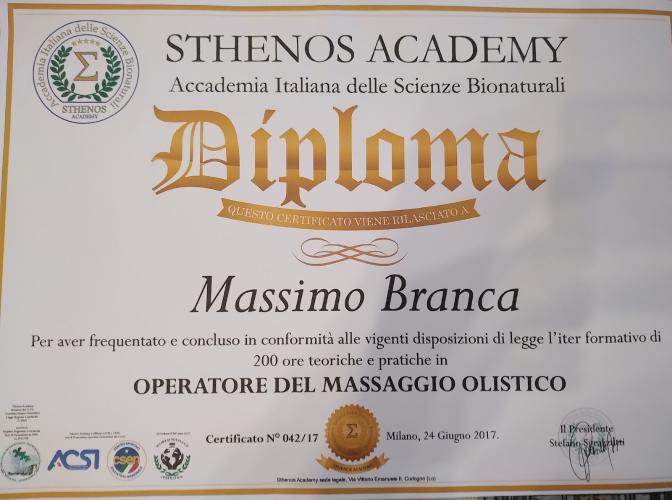 STHENOS ACADEMY
Accademia Italiana delle Scienze Bionaturali
Accademia Italiana delle Scienze Bionaturali
STHENOS
ACADEMY
Diploma
QUESTO CERTIFICATO VIENE RILASCIATO A
Massimo Branca
Per aver frequentato e concluso in conformità alle vigenti disposizioni di legge l'iter formativo di
200 ore teoriche e pratiche in
OPERATORE DEL MASSAGGIO OLISTICO
Certificato N° 042/17
Milano, 24 Giugno 2017.
Il Presidente
Stefano
ACSI
csen
Sthenos Academy sede legale, Via Vittorio Emanuele II, Codogno (Lo)